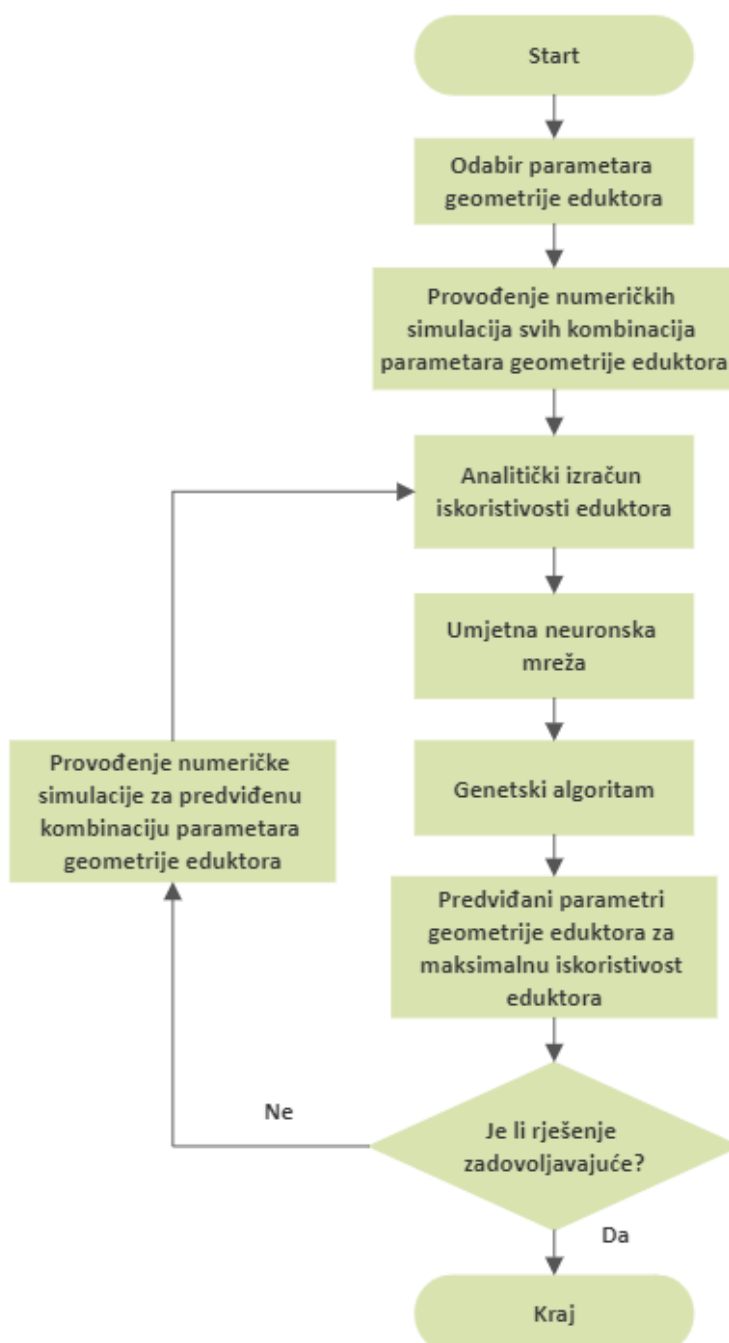 Start
Odabir parametara
geometrije eduktora
Provođenje numeričkih
simulacija svih kombinacija
parametara geometrije eduktora
Analitički izračun
iskoristivosti eduktora
Umjetna neuronska
mreža
Genetski algoritam
Provođenje numeričke
simulacije za predviđenu
kombinaciju parametara
geometrije eduktora
Predviđani parametri
geometrije eduktora za
maksimalnu iskoristivost
eduktora
Ne
Je li rješenje
zadovoljavajuće?
Da
Kraj